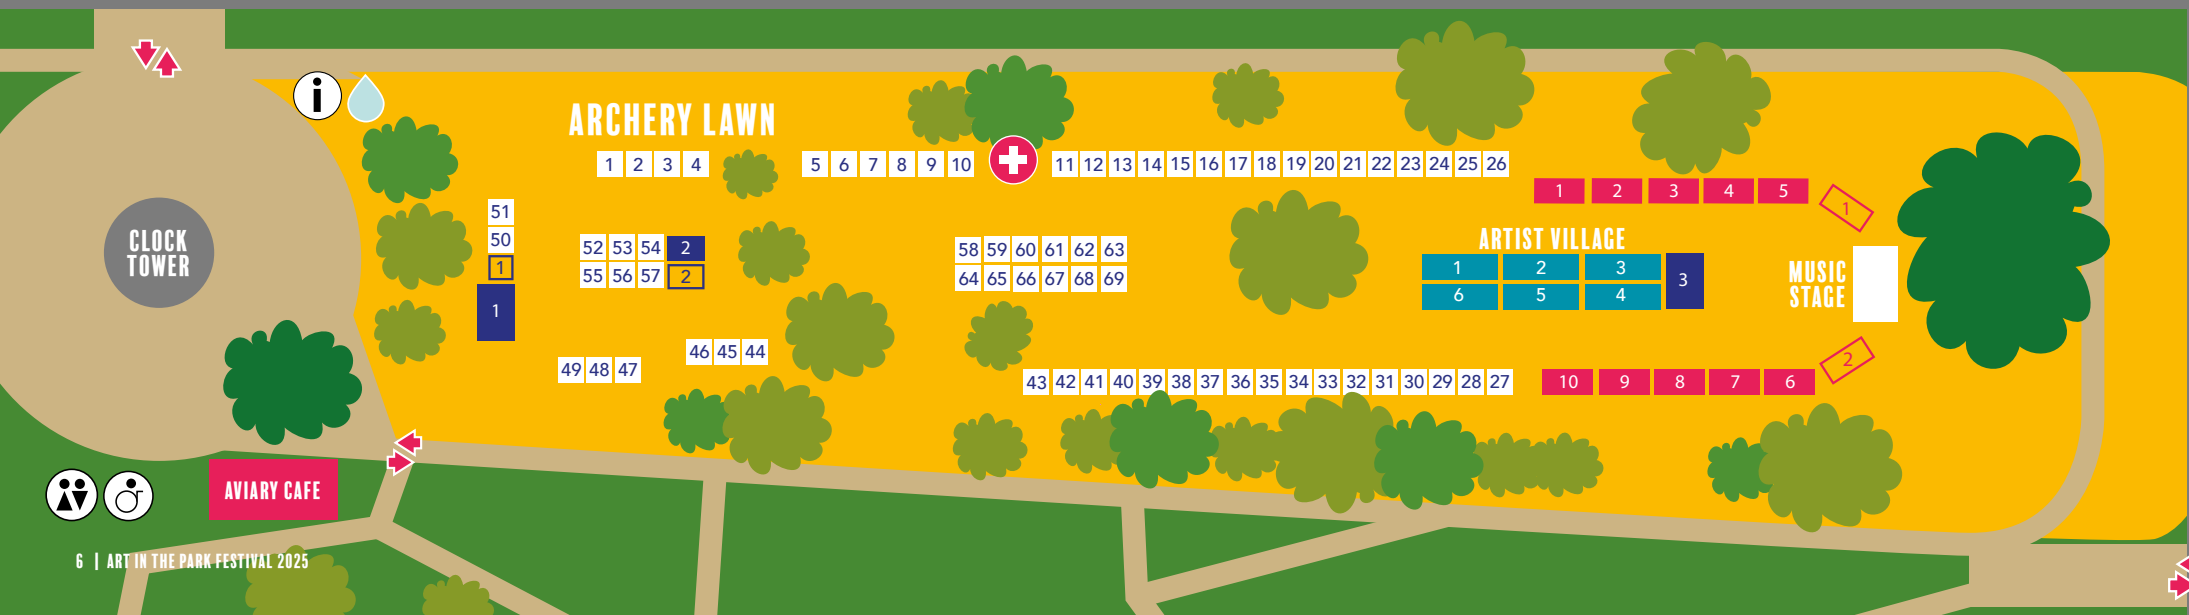 i
ARCHERY LAWN
1 2 3 4
5 6 7 8 9 10
11 12 13 14 15 16 17 18 19 20 21 22 23 24 25 26
1 2 3 4 5
1
51
50
1
1
CLOCK
TOWER
52 53 54 2
55 56 57 2
58 59 60 61 62 63
64 65 66 67 68 69
ARTIST VILLAGE
1 2 3
6 5 4
3
MUSIC
STAGE
49 48 47
46 45 44
43 42 41 40 39 38 37 36 35 34 33 32 31 30 29 28 27
10 9 8 7 6
2
AVIARY CAFE
6 | ART IN THE PARK FESTIVAL 2025